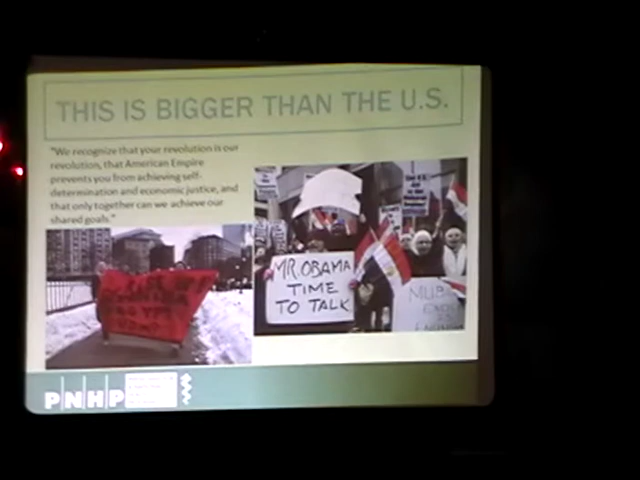 THIS IS BIGGER THAN THE U.S.
"We recognize that your revolution is our
revolution, that American Empire
prevents you from achieving self-
determination and economic justice, and
that only together can we achieve our
shared goals."
MR. OBAMA
TIME
TO TALK
PNHP